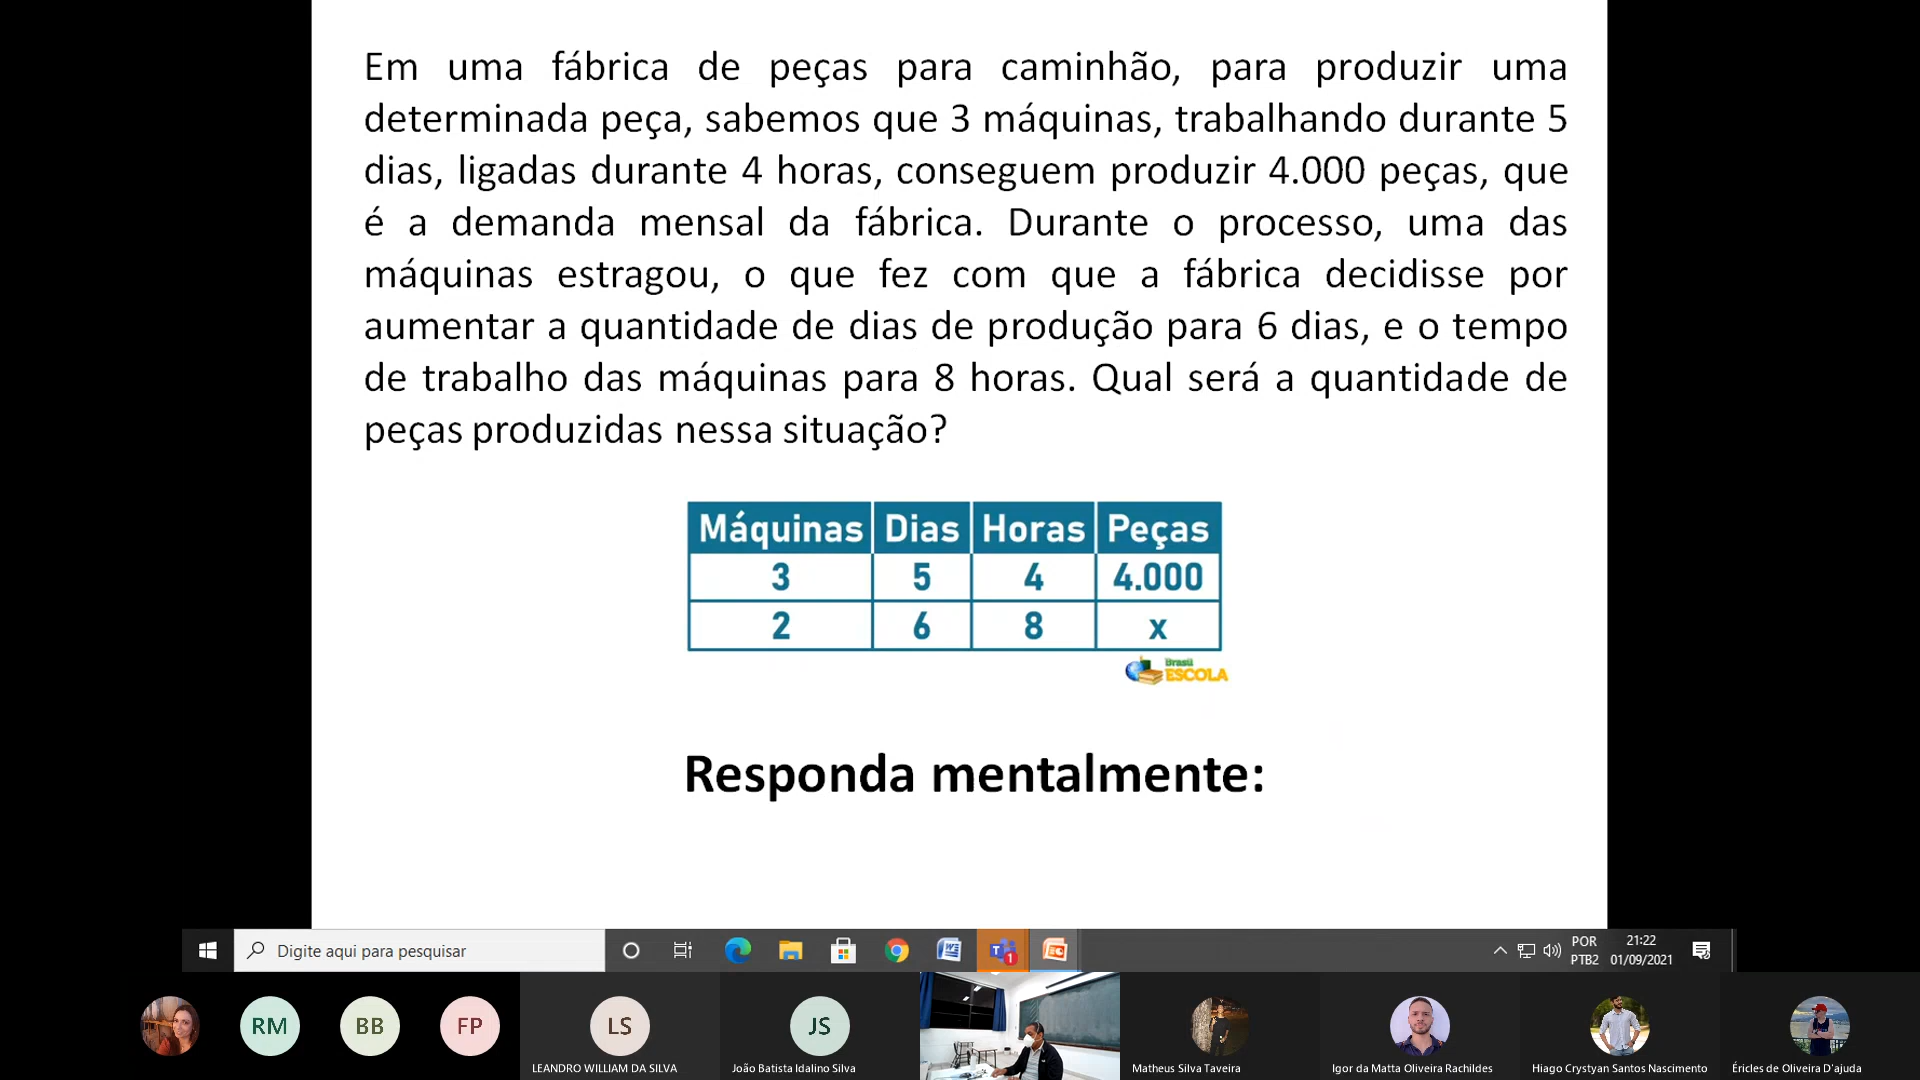 Em uma fábrica de peças para caminhão, para produzir uma
determinada peça, sabemos que 3 máquinas, trabalhando durante 5
dias, ligadas durante 4 horas, conseguem produzir 4.000 peças, que
é a demanda mensal da fábrica. Durante o processo, uma das
máquinas estragou, o que fez com que a fábrica decidisse por
aumentar a quantidade de dias de produção para 6 dias, e o tempo
de trabalho das máquinas para 8 horas. Qual será a quantidade de
peças produzidas nessa situação?
Máquinas Dias Horas Peças
3 5 4 4.000
2 6 8 x
Brasil
ESCOLA
Responda mentalmente:
Digite aqui para pesquisar
1
POR
PTB2
21:22
01/09/2021
RM
BB
FP
LS
JS
LEANDRO WILLIAM DA SILVA
João Batista Idalino Silva
Matheus Silva Taveira
Igor da Matta Oliveira Rachildes
Hiago Crystyan Santos Nascimento
Éricles de Oliveira D'ajuda